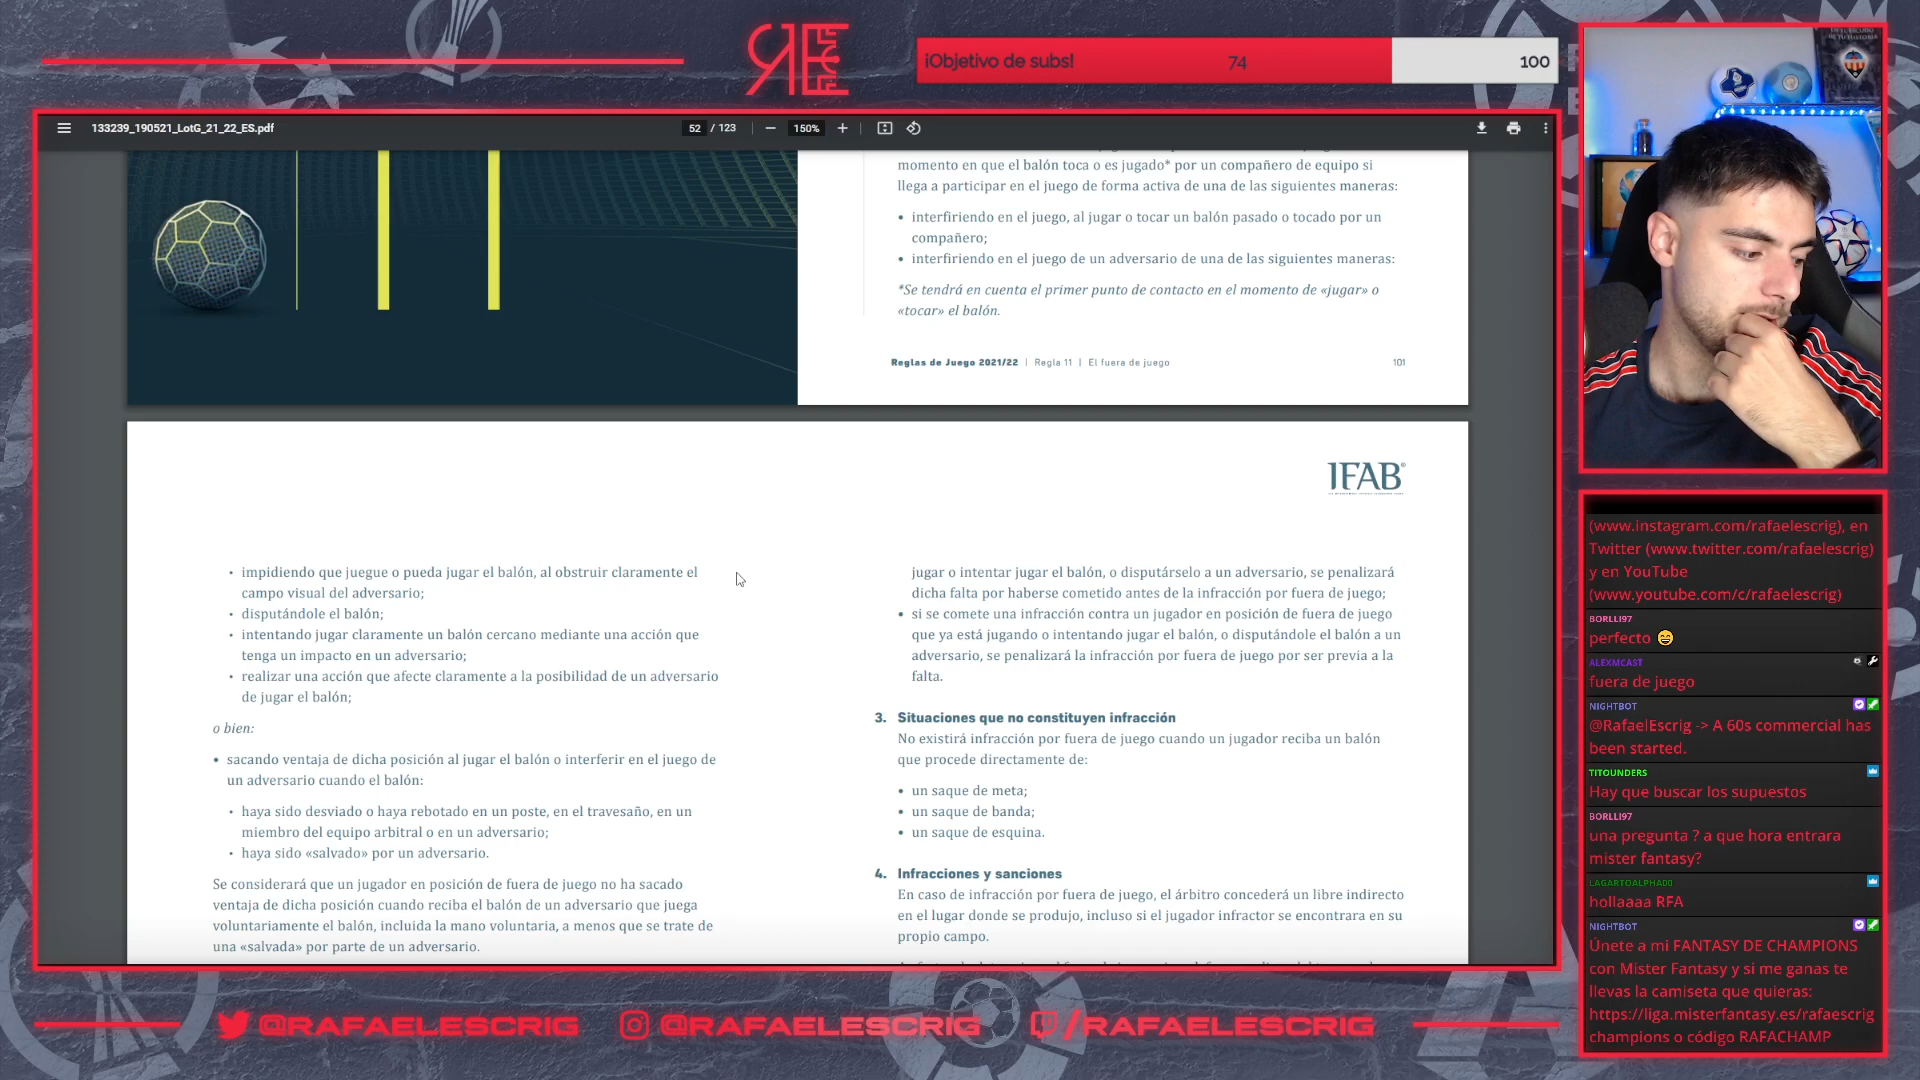 ¡Objetivo de subs!
74
100
133239_190521_LotG_21_22_ES.pdf
52 / 123
150%
momento en que el balón toca o es jugado* por un compañero de equipo si
llega a participar en el juego de forma activa de una de las siguientes maneras:
• interfiriendo en el juego, al jugar o tocar un balón pasado o tocado por un
compañero;
• interfiriendo en el juego de un adversario de una de las siguientes maneras:
*Se tendrá en cuenta el primer punto de contacto en el momento de «jugar» o
«tocar» el balón.
Reglas de Juego 2021/22 | Regla 11 | El fuera de juego
101
IFAB
• impidiendo que juegue o pueda jugar el balón, al obstruir claramente el
campo visual del adversario;
• disputándole el balón;
• intentando jugar claramente un balón cercano mediante una acción que
tenga un impacto en un adversario;
• realizar una acción que afecte claramente a la posibilidad de un adversario
de jugar el balón;
o bien:
• sacando ventaja de dicha posición al jugar el balón o interferir en el juego de
un adversario cuando el balón:
• haya sido desviado o haya rebotado en un poste, en el travesaño, en un
miembro del equipo arbitral o en un adversario;
• haya sido «salvado» por un adversario.
Se considerará que un jugador en posición de fuera de juego no ha sacado
ventaja de dicha posición cuando reciba el balón de un adversario que juega
voluntariamente el balón, incluida la mano voluntaria, a menos que se trate de
una «salvada» por parte de un adversario.
jugar o intentar jugar el balón, o disputárselo a un adversario, se penalizará
dicha falta por haberse cometido antes de la infracción por fuera de juego;
• si se comete una infracción contra un jugador en posición de fuera de juego
que ya está jugando o intentando jugar el balón, o disputándole el balón a un
adversario, se penalizará la infracción por fuera de juego por ser previa a la
falta.
3. Situaciones que no constituyen infracción
No existirá infracción por fuera de juego cuando un jugador reciba un balón
que procede directamente de:
• un saque de meta;
• un saque de banda;
• un saque de esquina.
4. Infracciones y sanciones
En caso de infracción por fuera de juego, el árbitro concederá un libre indirecto
en el lugar donde se produjo, incluso si el jugador infractor se encontrara en su
propio campo.
(www.instagram.com/rafaelescrig), en
Twitter (www.twitter.com/rafaelescrig)
y en YouTube
(www.youtube.com/c/rafaelescrig)
BORLLI97
perfecto 😄
ALEXMCAST
fuera de juego
NIGHTBOT
@RafaelEscrig -> A 60s commercial has
been started.
TITOUNDERS
Hay que buscar los supuestos
BORLLI97
una pregunta ? a que hora entrara
mister fantasy?
LAGARTOALPHA00
hollaaaa RFA
NIGHTBOT
Únete a mi FANTASY DE CHAMPIONS
con Mister Fantasy y si me ganas te
llevas la camiseta que quieras:
https://liga.misterfantasy.es/rafaescrig
champions o código RAFACHAMP
@RAFAELESCRIG
@RAFAELESCRIG
/RAFAELESCRIG